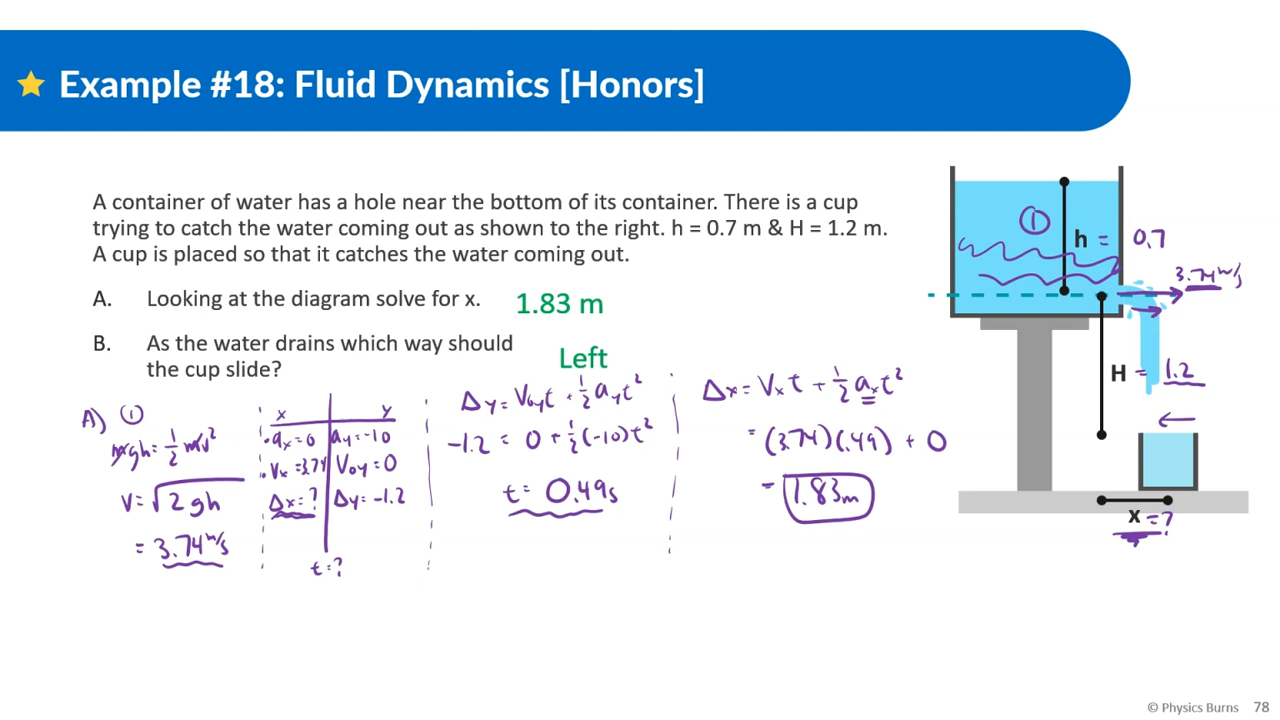 Example #18: Fluid Dynamics [Honors]
A container of water has a hole near the bottom of its container. There is a cup
trying to catch the water coming out as shown to the right. h = 0.7 m & H = 1.2 m.
A cup is placed so that it catches the water coming out.
A. Looking at the diagram solve for x. 1.83 m
B. As the water drains which way should
the cup slide? Left
①
h = 0.7
3.74 m/s
H = 1.2
x = ?
A) ①
mgh = 1/2 mv²
v = √2gh
= 3.74 m/s
x y
ax = 0 ay = -10
Vx = 3.74 Voy = 0
Δx = ? Δy = -1.2
t = ?
Δy = Voyt + 1/2 ayt²
-1.2 = 0 + 1/2 (-10)t²
t = 0.49s
Δx = Vxt + 1/2 axt²
= (3.74)(.49) + 0
= 1.83m
© Physics Burns 78